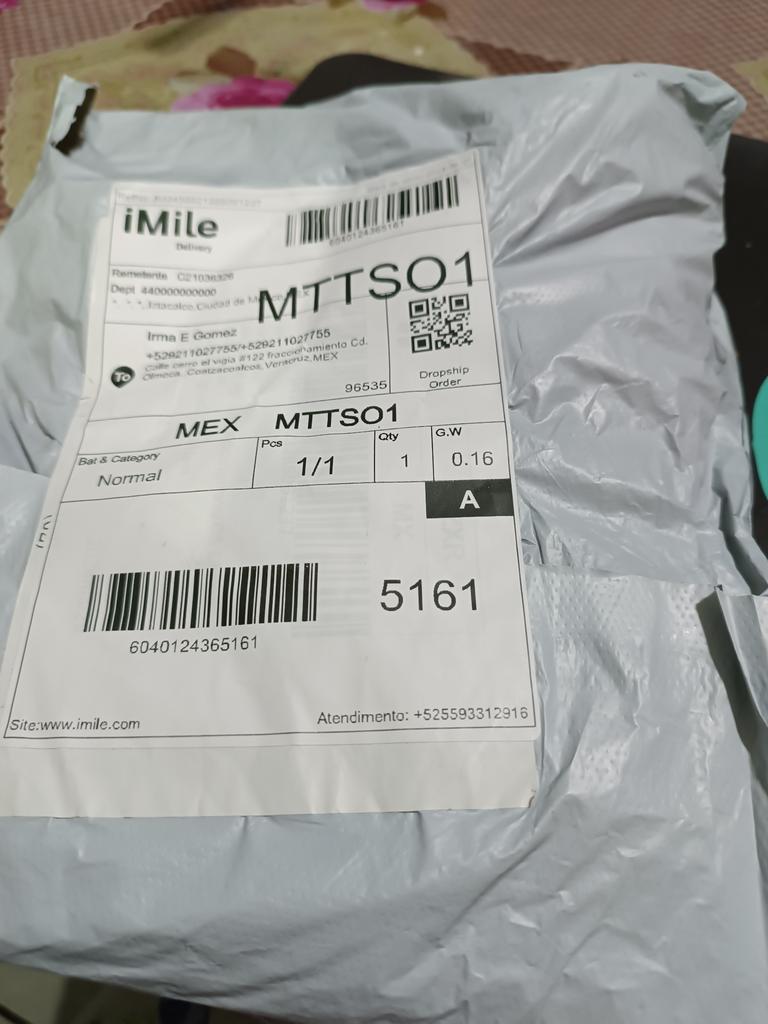 iMile
Delivery
6040124365161
Remetente C21036326
Dept 440000000000
MTTSO1
* * * Iztacalco, Ciudad de
Irma E Gomez
+529211027755/+529211027755
Calle cerro el vigia #122 fraccionamiento Cd.
Olmeca, Coatzacoalcos, Veracruz, MEX
To
96535
Dropship
Order
MEX MTTSO1
Bat & Category
Normal
Pcs
1/1
Qty
1
G.W
0.16
A
6040124365161
5161
Site:www.imile.com
Atendimento: +525593312916